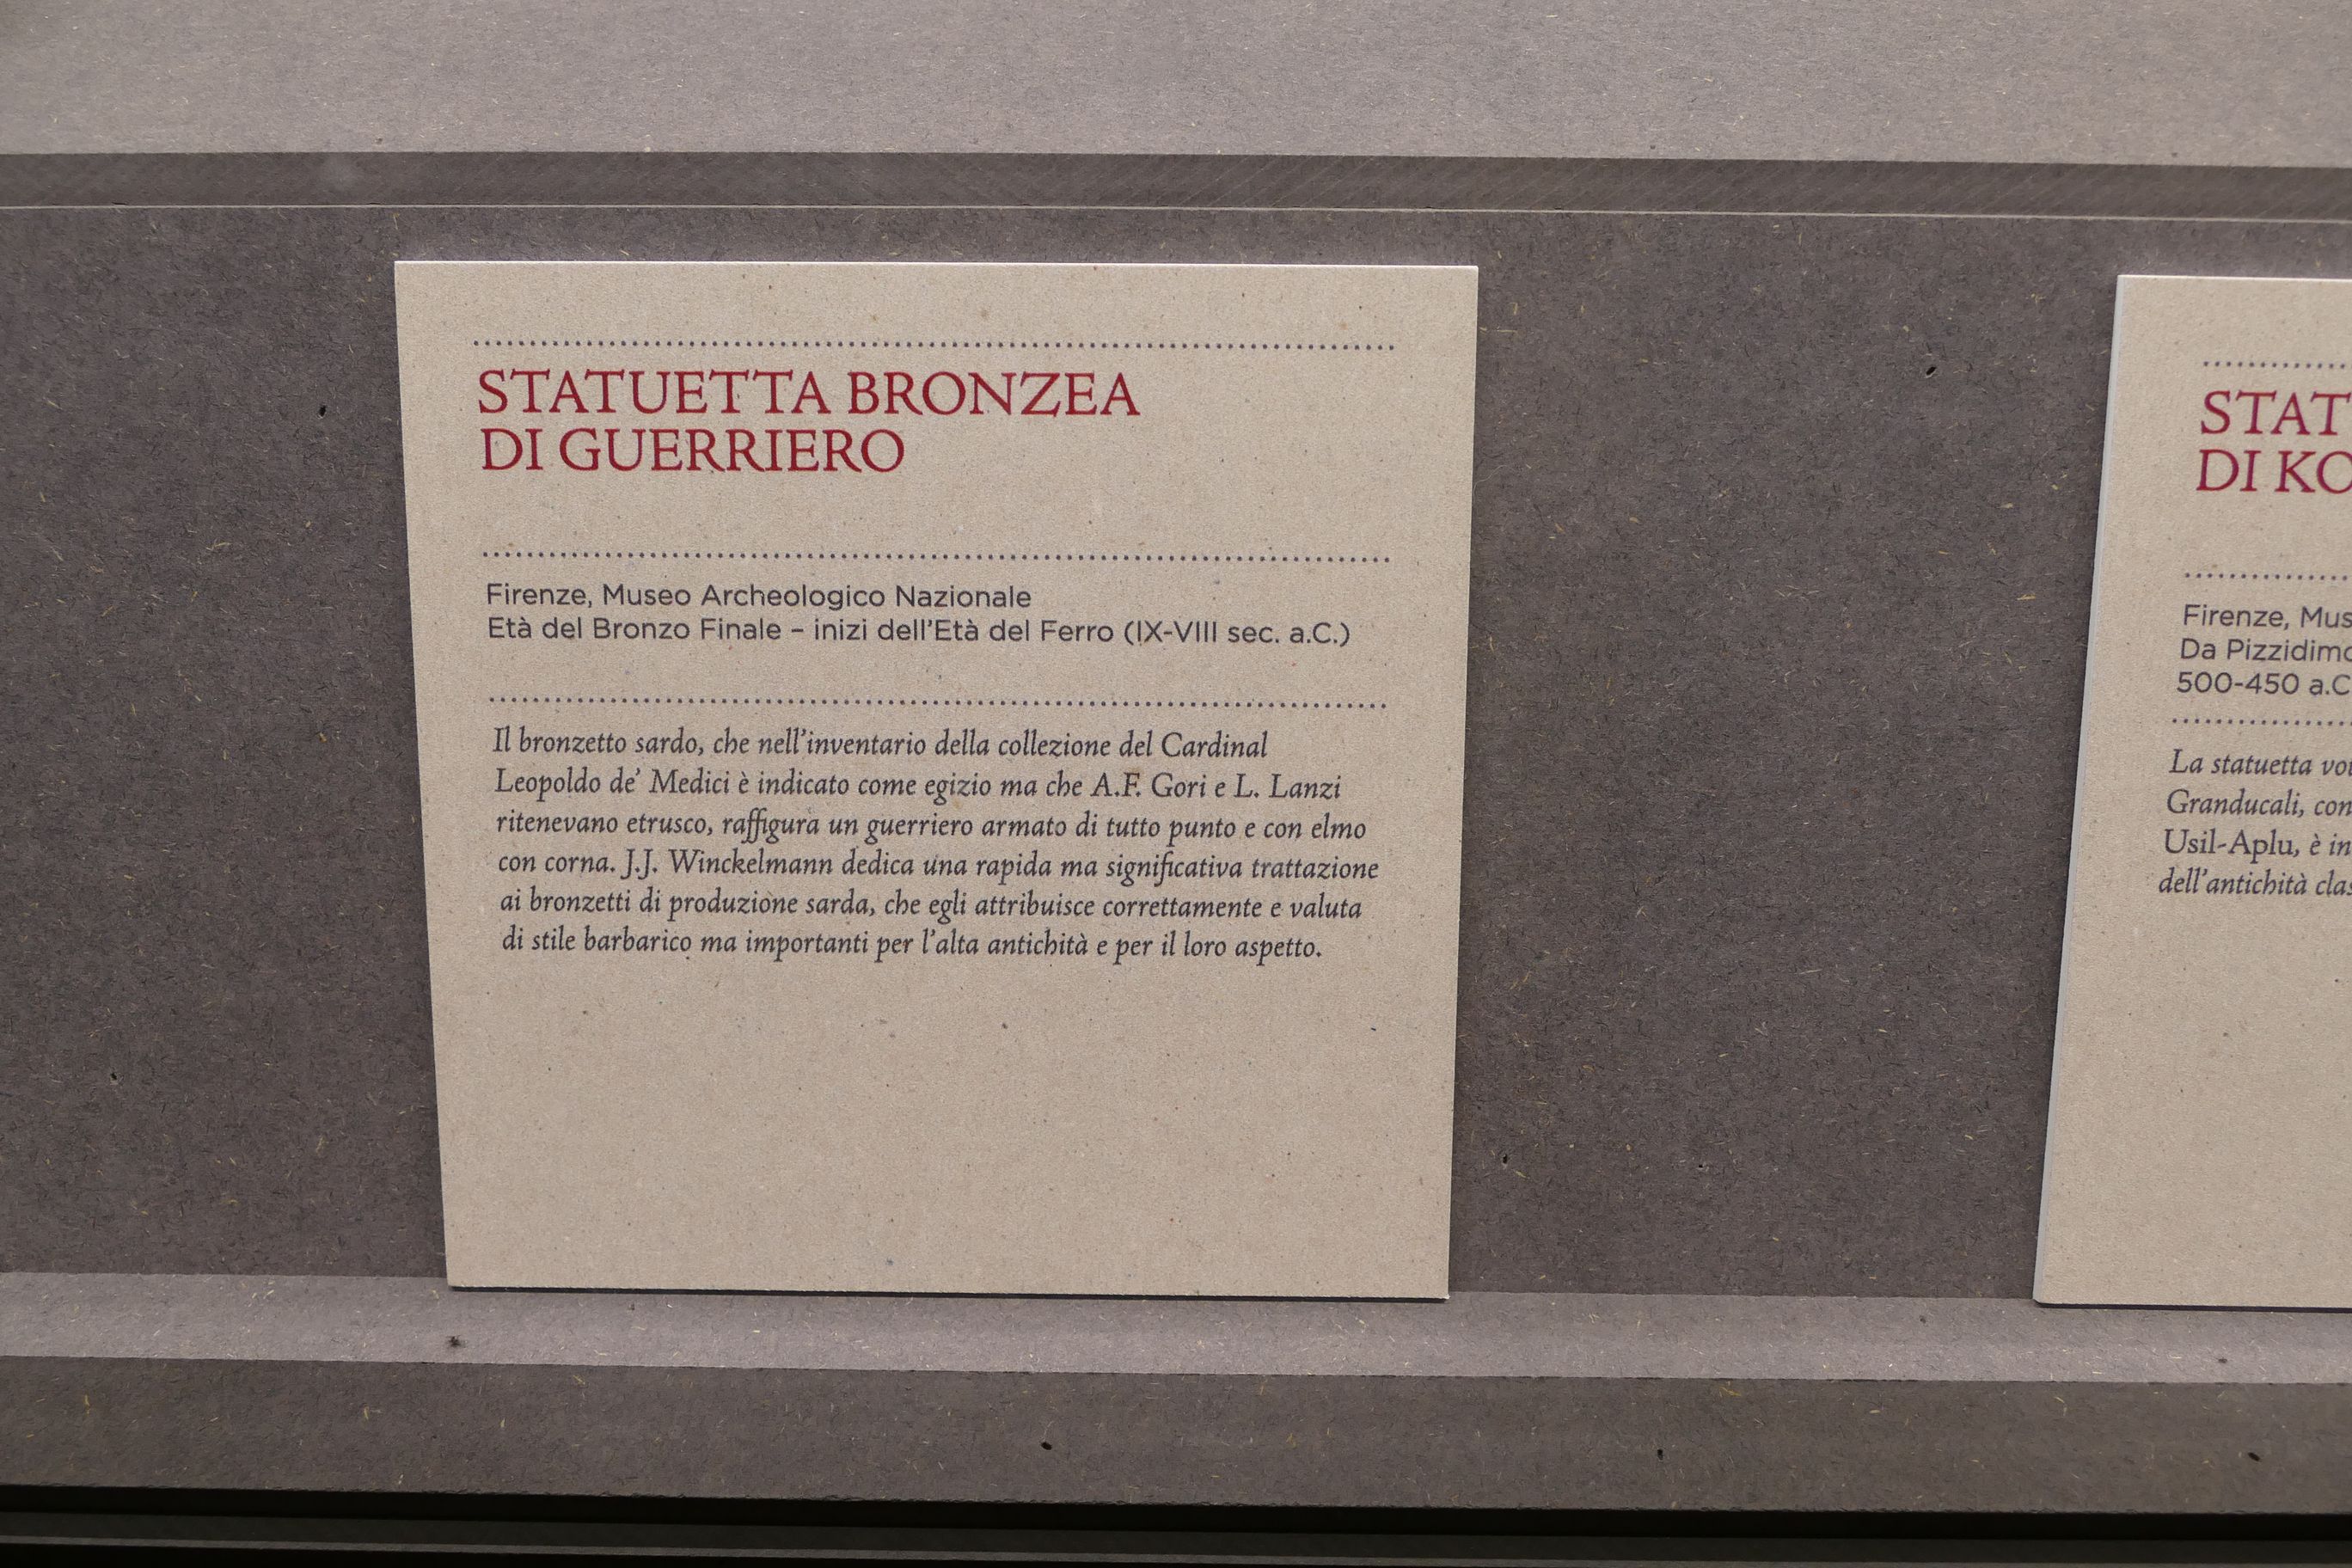 STATUETTA BRONZEA
DI GUERRIERO
Firenze, Museo Archeologico Nazionale
Età del Bronzo Finale – inizi dell'Età del Ferro (IX-VIII sec. a.C.)
Il bronzetto sardo, che nell'inventario della collezione del Cardinal
Leopoldo de' Medici è indicato come egizio ma che A.F. Gori e L. Lanzi
ritenevano etrusco, raffigura un guerriero armato di tutto punto e con elmo
con corna. J.J. Winckelmann dedica una rapida ma significativa trattazione
ai bronzetti di produzione sarda, che egli attribuisce correttamente e valuta
di stile barbarico ma importanti per l'alta antichità e per il loro aspetto.
STAT
DI KO
Firenze, Mus
Da Pizzidimo
500-450 a.C
La statuetta
Granducali, con
Usil-Aplu, è in
dell'antichità clas